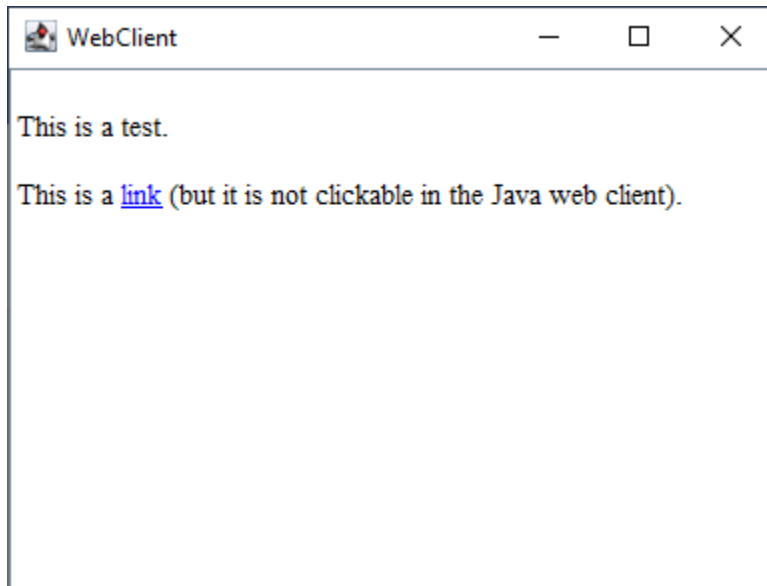 WebClient
This is a test.
This is a link (but it is not clickable in the Java web client).